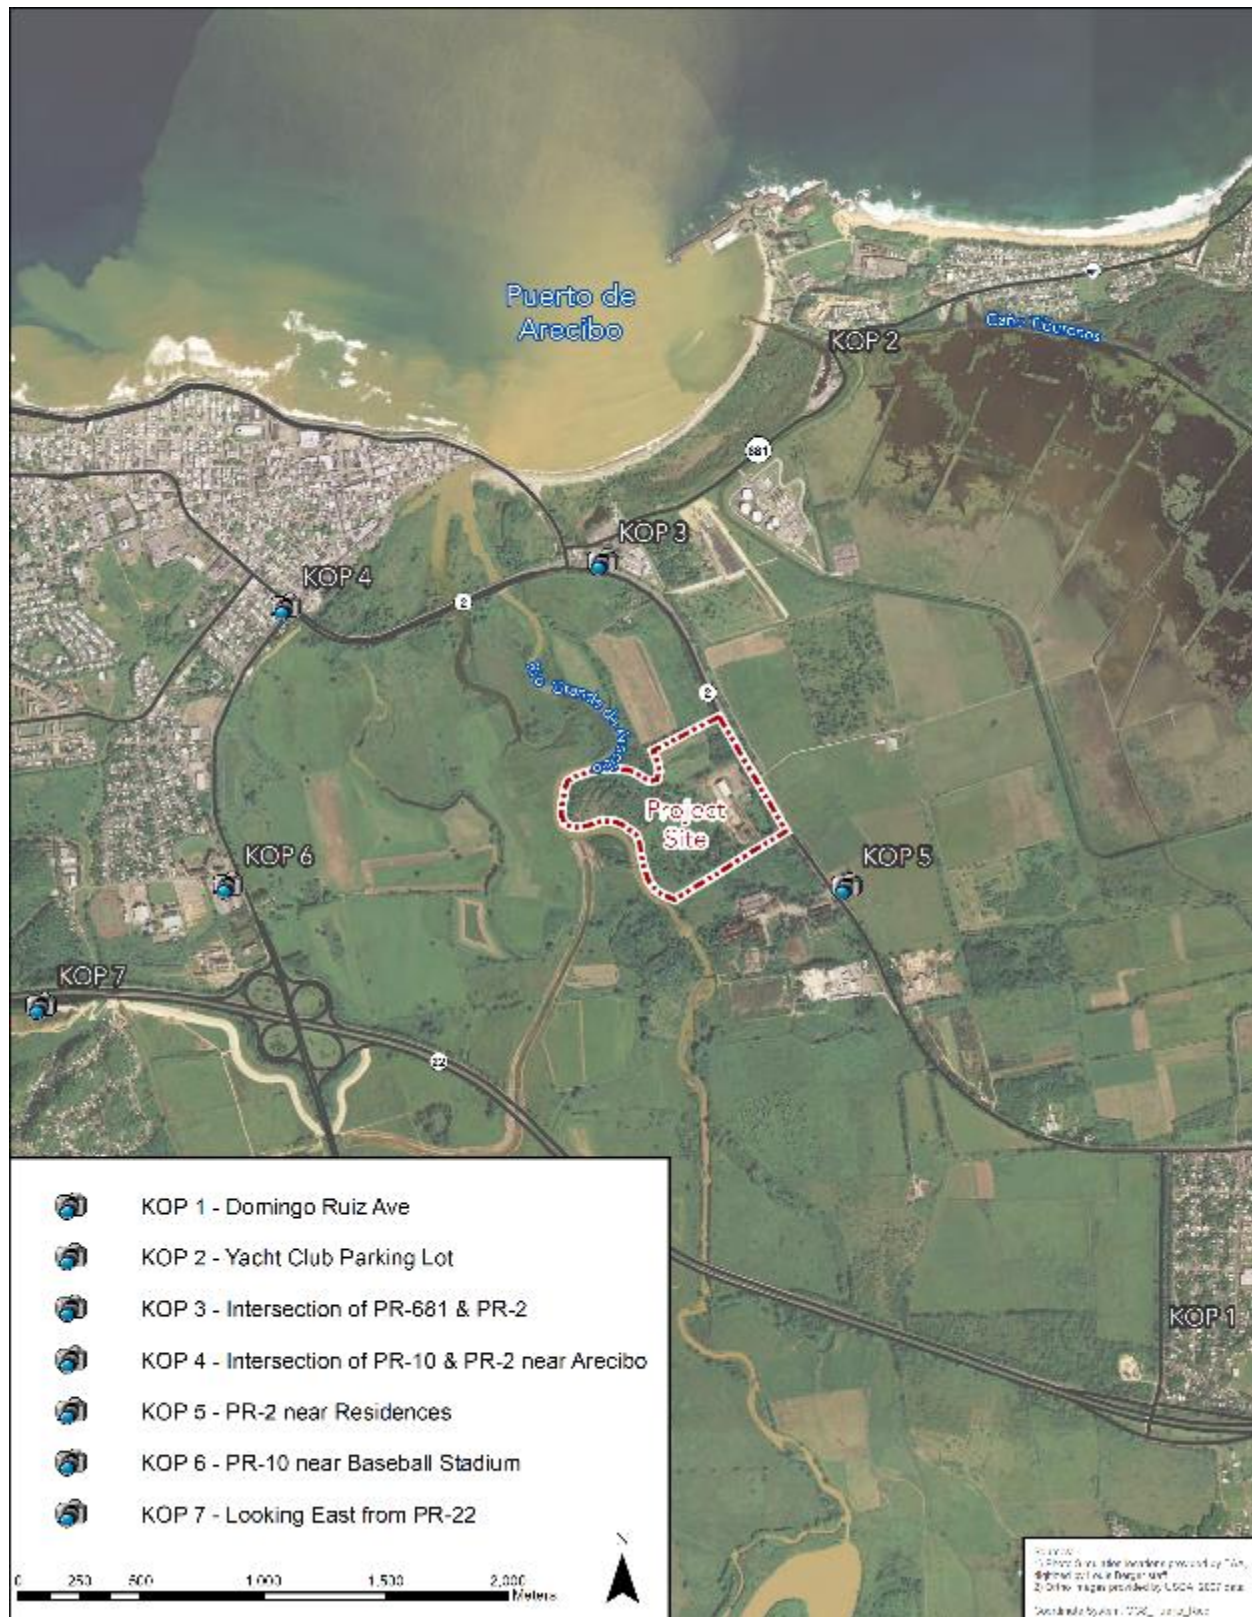 Puerto de
Arecibo
KOP 2
681
KOP 3
KOP 4
2
2
Project
Site
KOP 5
KOP 6
KOP 7
22
KOP 1
KOP 1 - Domingo Ruiz Ave
KOP 2 - Yacht Club Parking Lot
KOP 3 - Intersection of PR-681 & PR-2
KOP 4 - Intersection of PR-10 & PR-2 near Arecibo
KOP 5 - PR-2 near Residences
KOP 6 - PR-10 near Baseball Stadium
KOP 7 - Looking East from PR-22
N
0 250 500 1,000 1,500 2,000
Meters